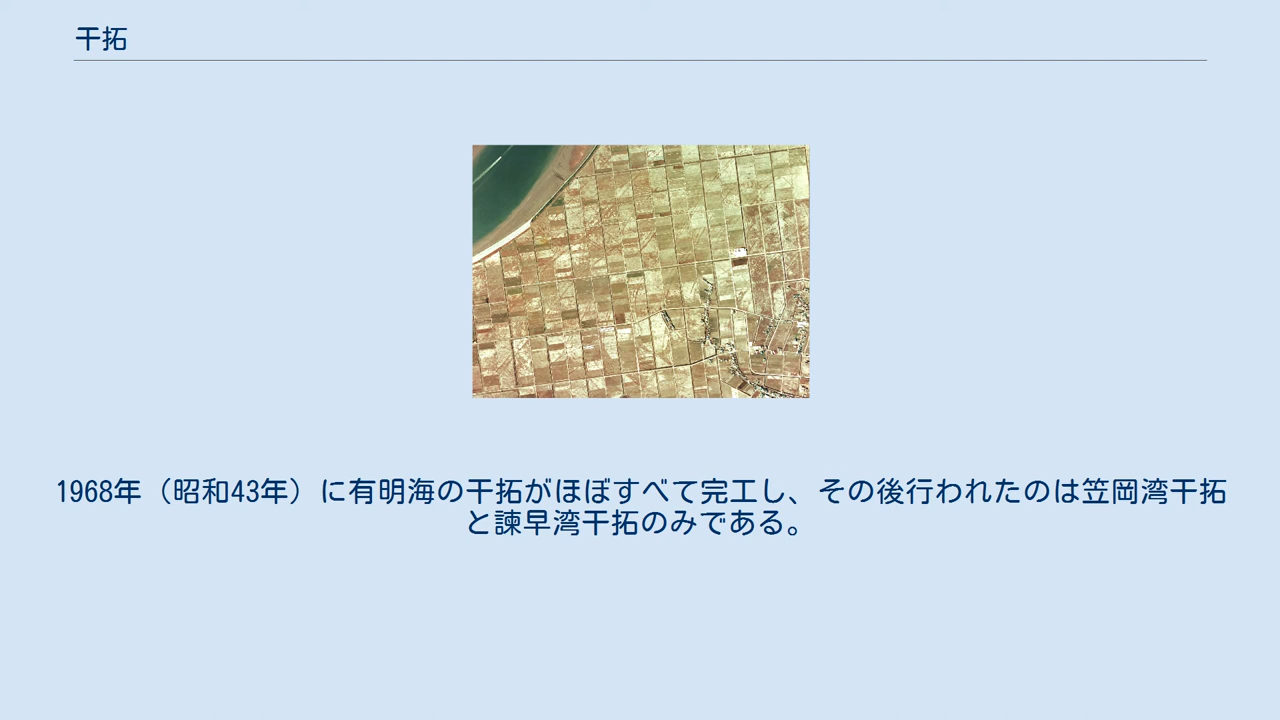 干拓
1968年（昭和43年）に有明海の干拓がほぼすべて完工し、その後行われたのは笠岡湾干拓
と諫早湾干拓のみである。